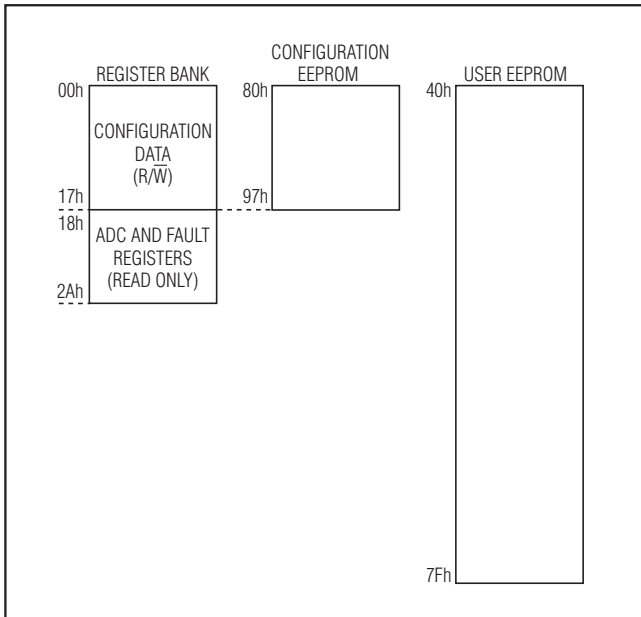 REGISTER BANK
00h
CONFIGURATION
DATA
(R/W̅)
17h
18h
ADC AND FAULT
REGISTERS
(READ ONLY)
2Ah
CONFIGURATION
EEPROM
80h
97h
USER EEPROM
40h
7Fh